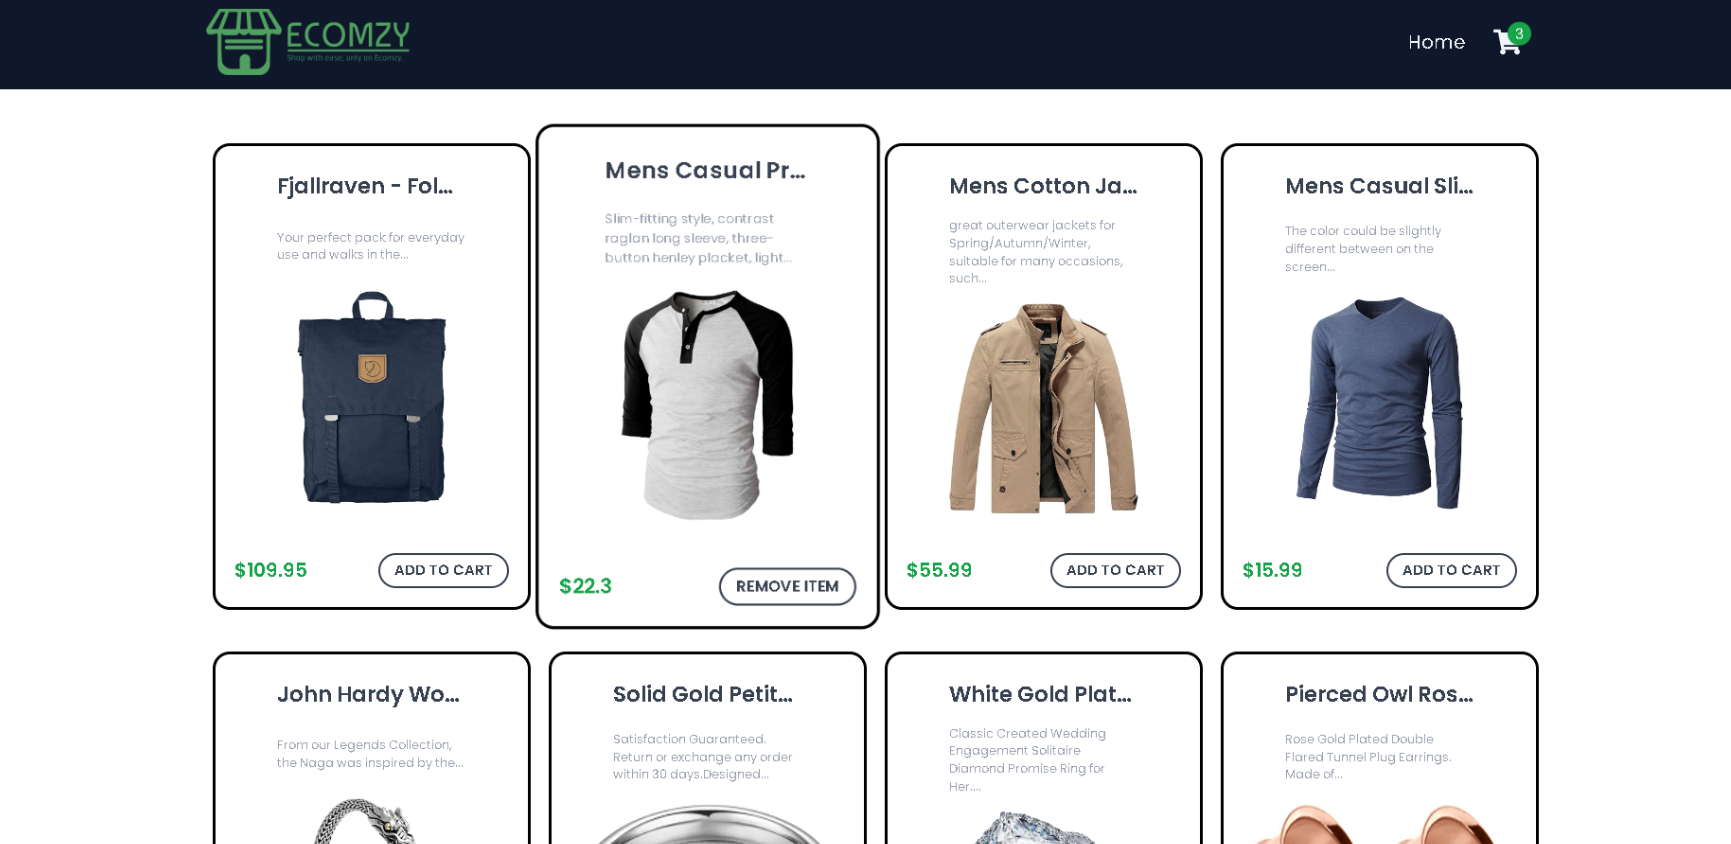 ECOMZY
Shop with ease, only on Ecomzy.
Home
3
Fjallraven - Fol...
Your perfect pack for everyday
use and walks in the...
$109.95
ADD TO CART
Mens Casual Pr...
Slim-fitting style, contrast
raglan long sleeve, three-
button henley placket, light...
$22.3
REMOVE ITEM
Mens Cotton Ja...
great outerwear jackets for
Spring/Autumn/Winter,
suitable for many occasions,
such...
$55.99
ADD TO CART
Mens Casual Sli...
The color could be slightly
different between on the
screen...
$15.99
ADD TO CART
John Hardy Wo...
From our Legends Collection,
the Naga was inspired by the...
Solid Gold Petit...
Satisfaction Guaranteed.
Return or exchange any order
within 30 days.Designed...
White Gold Plat...
Classic Created Wedding
Engagement Solitaire
Diamond Promise Ring for
Her....
Pierced Owl Ros...
Rose Gold Plated Double
Flared Tunnel Plug Earrings.
Made of...